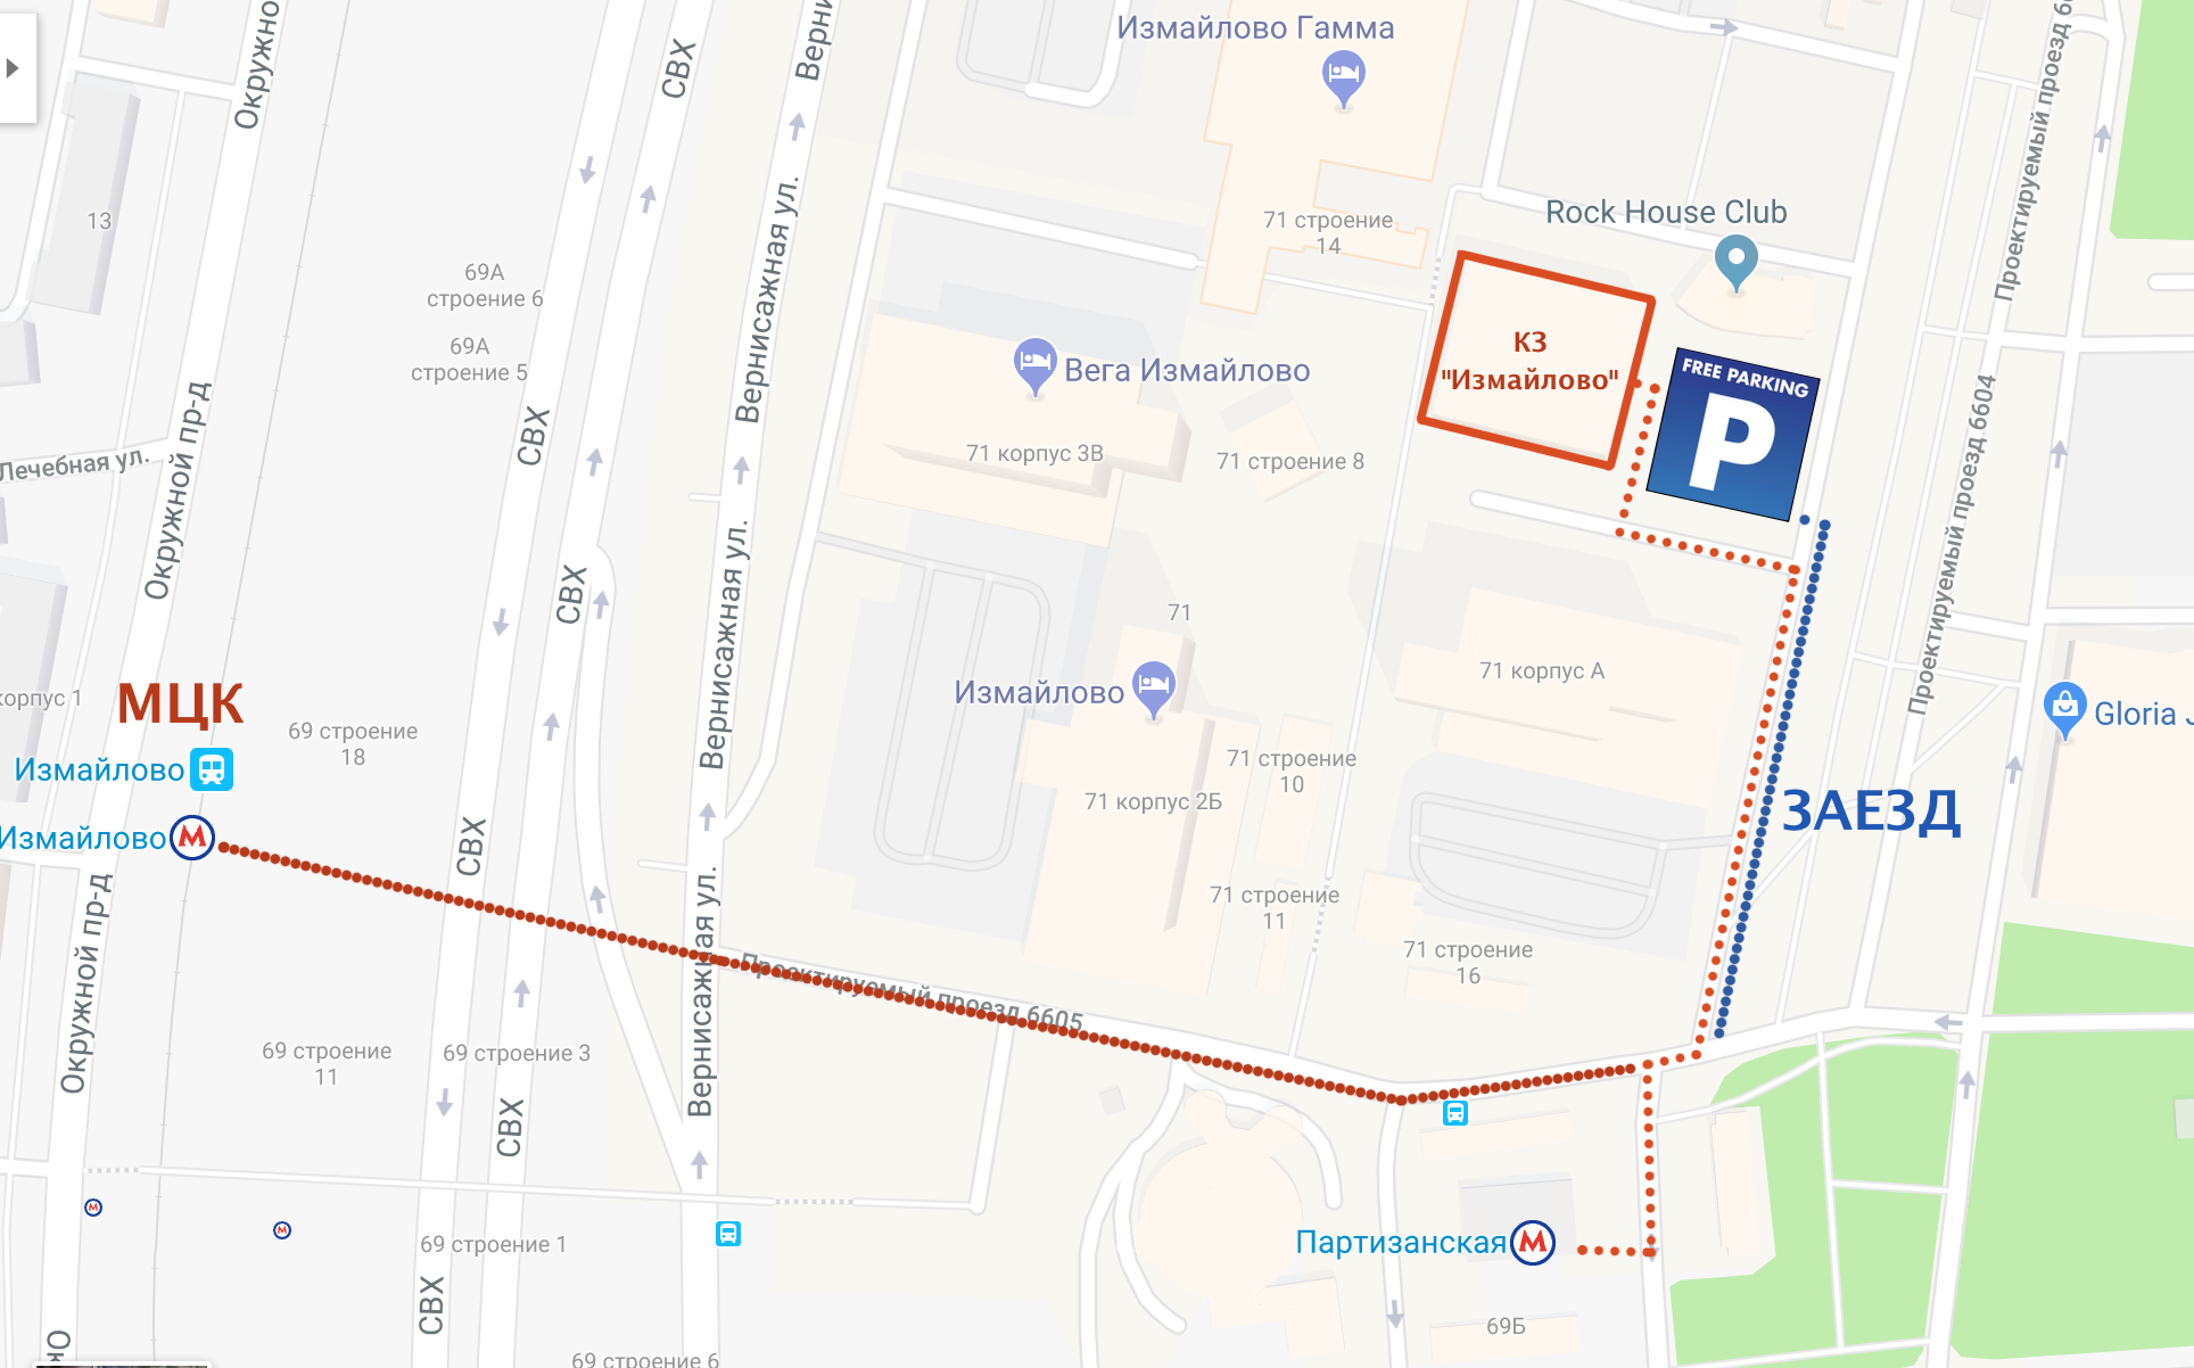 Измайлово Гамма
Окружно
СВХ
Верни
Проектируемый проезд 6
13
71 строение
14
Rock House Club
69А
строение 6
69А
строение 5
Вернисажная ул.
КЗ
"Измайлово"
FREE PARKING
P
Вега Измайлово
71 корпус 3В
71 строение 8
Лечебная ул.
Окружной пр-д
СВХ
Проектируемый проезд 6604
СВХ
Вернисажная ул.
71
71 корпус А
Измайлово
корпус 1
МЦК
69 строение
18
Измайлово
Gloria J
71 строение
10
71 корпус 2Б
ЗАЕЗД
Измайлово
М
СВХ
71 строение
11
Окружной пр-д
Вернисажная ул.
71 строение
16
Проектируемый проезд 6605
69 строение
11
69 строение 3
СВХ
М
М
69 строение 1
Партизанская
М
СВХ
69Б
69 строение 6
Ок